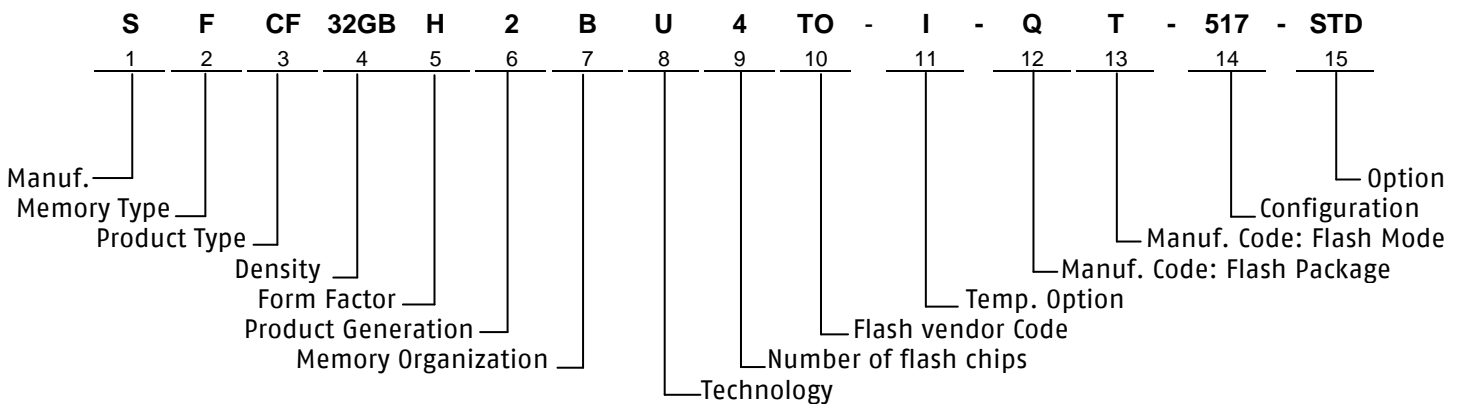 S F CF 32GB H 2 B U 4 TO - I - Q T - 517 - STD
1 2 3 4 5 6 7 8 9 10 11 12 13 14 15
Manuf. Option
Memory Type Configuration
Product Type Manuf. Code: Flash Mode
Density Manuf. Code: Flash Package
Form Factor Temp. Option
Product Generation Flash vendor Code
Memory Organization Number of flash chips
Technology